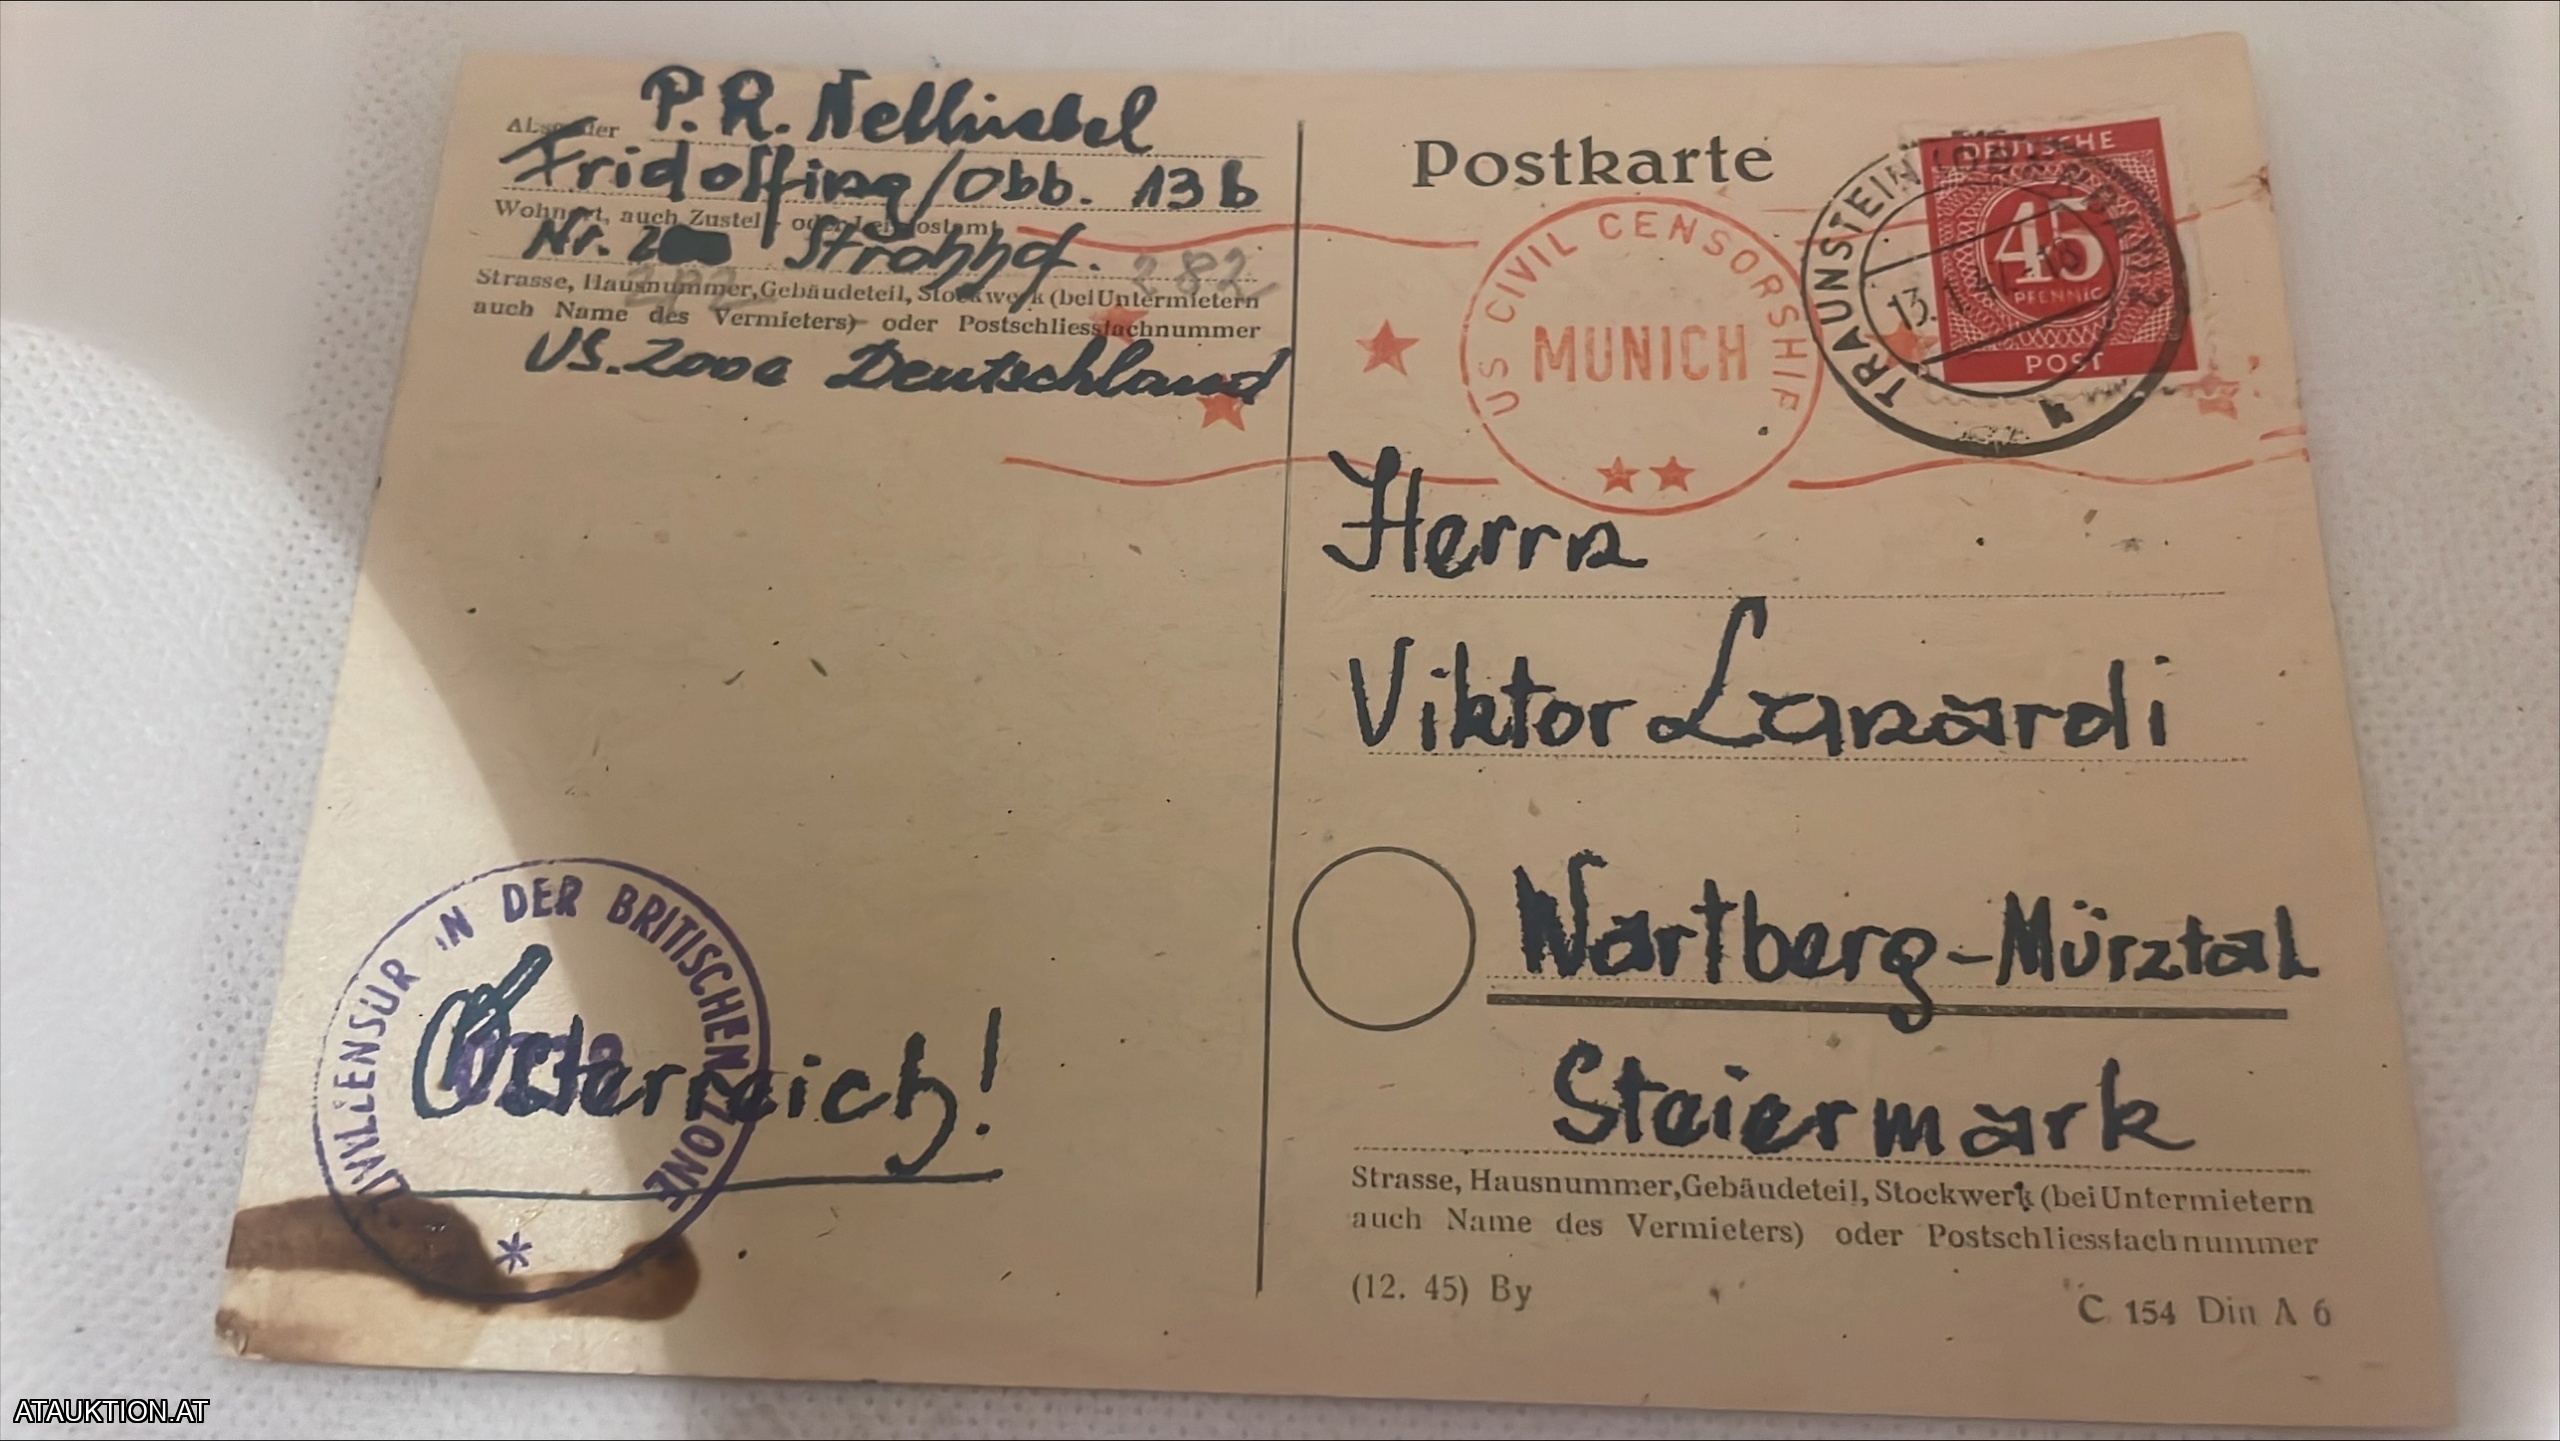 Absender P. R. Nelhiebel
Fridolfing/Obb. 13b
Wohnort, auch Zustell- oder Leitpostamt
Nr. Strohhof. 282
Strasse, Hausnummer, Gebäudeteil, Stockwerk (bei Untermietern
auch Name des Vermieters) oder Postschliessfachnummer
US. Zone Deutschland
Postkarte
US CIVIL CENSORSHIP
MUNICH
TRAUNSTEIN
DEUTSCHE
45
PFENNIG
POST
Herrn
Viktor Lanardi
Wartberg-Mürztal
Steiermark
Strasse, Hausnummer, Gebäudeteil, Stockwerk (bei Untermietern
auch Name des Vermieters) oder Postschliessfachnummer
(12. 45) By
C 154 Din A 6
ZIVILZENSUR IN DER BRITISCHEN ZONE
Österreich!
ATAUKTION.AT